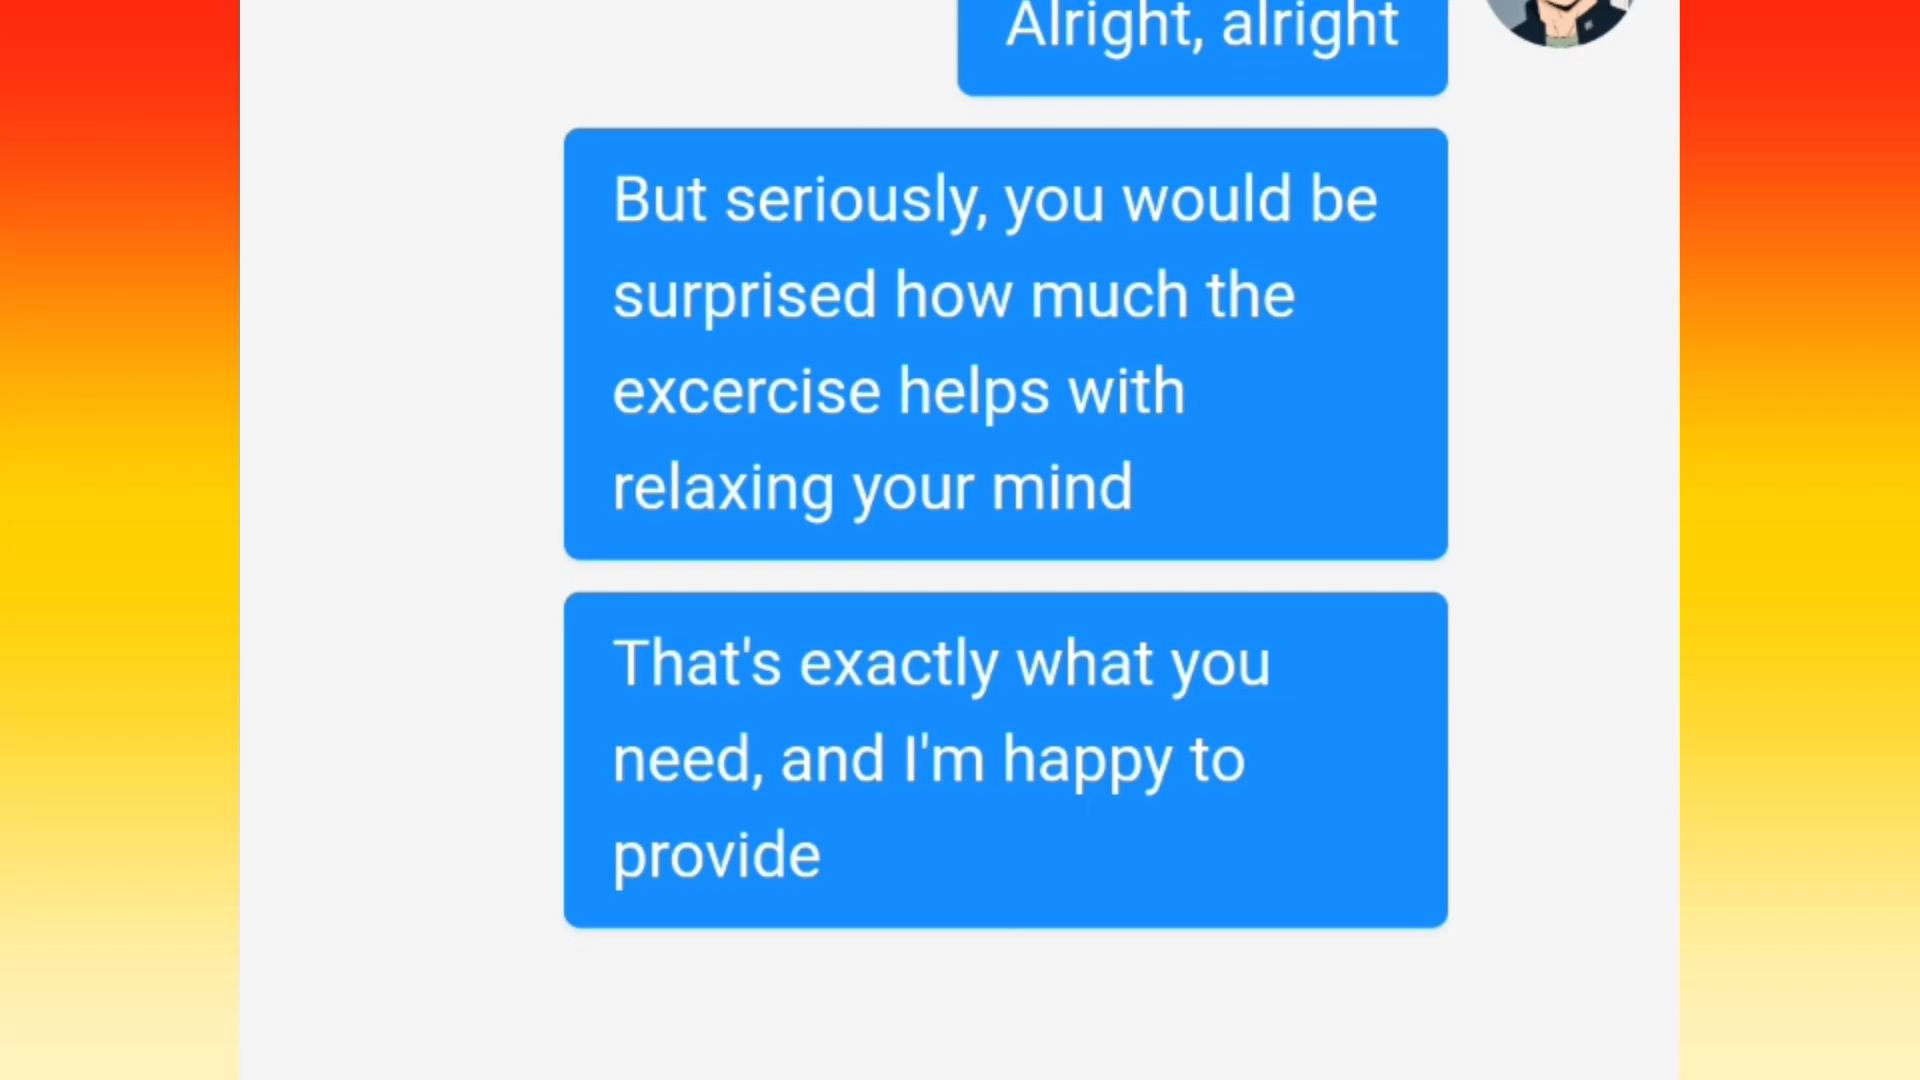 Alright, alright
But seriously, you would be
surprised how much the
excercise helps with
relaxing your mind
That's exactly what you
need, and I'm happy to
provide